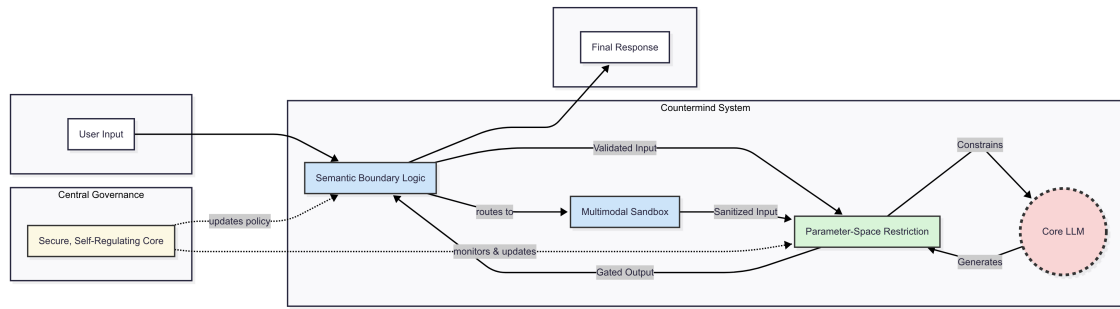 Final Response
Countermind System
User Input
Validated Input
Constrains
Semantic Boundary Logic
Central Governance
updates policy
routes to
Multimodal Sandbox
Sanitized Input
Secure, Self-Regulating Core
Parameter-Space Restriction
Core LLM
monitors & updates
Generates
Gated Output